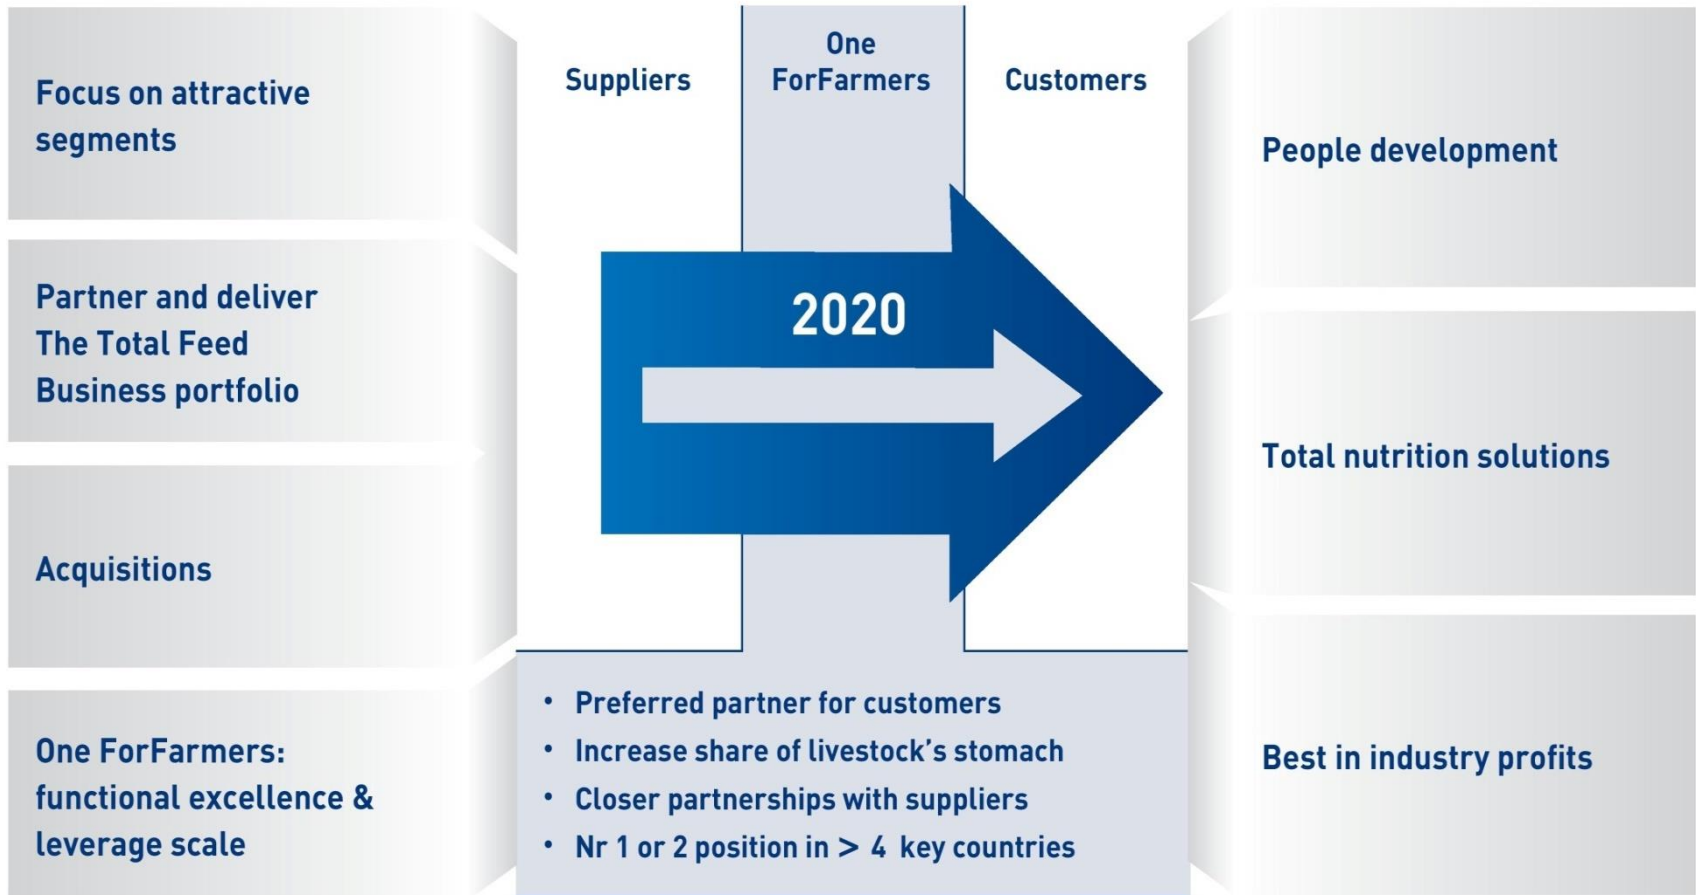 Focus on attractive
segments
Partner and deliver
The Total Feed
Business portfolio
Acquisitions
One ForFarmers:
functional excellence &
leverage scale
Suppliers
One
ForFarmers
Customers
2020
• Preferred partner for customers
• Increase share of livestock's stomach
• Closer partnerships with suppliers
• Nr 1 or 2 position in > 4 key countries
People development
Total nutrition solutions
Best in industry profits